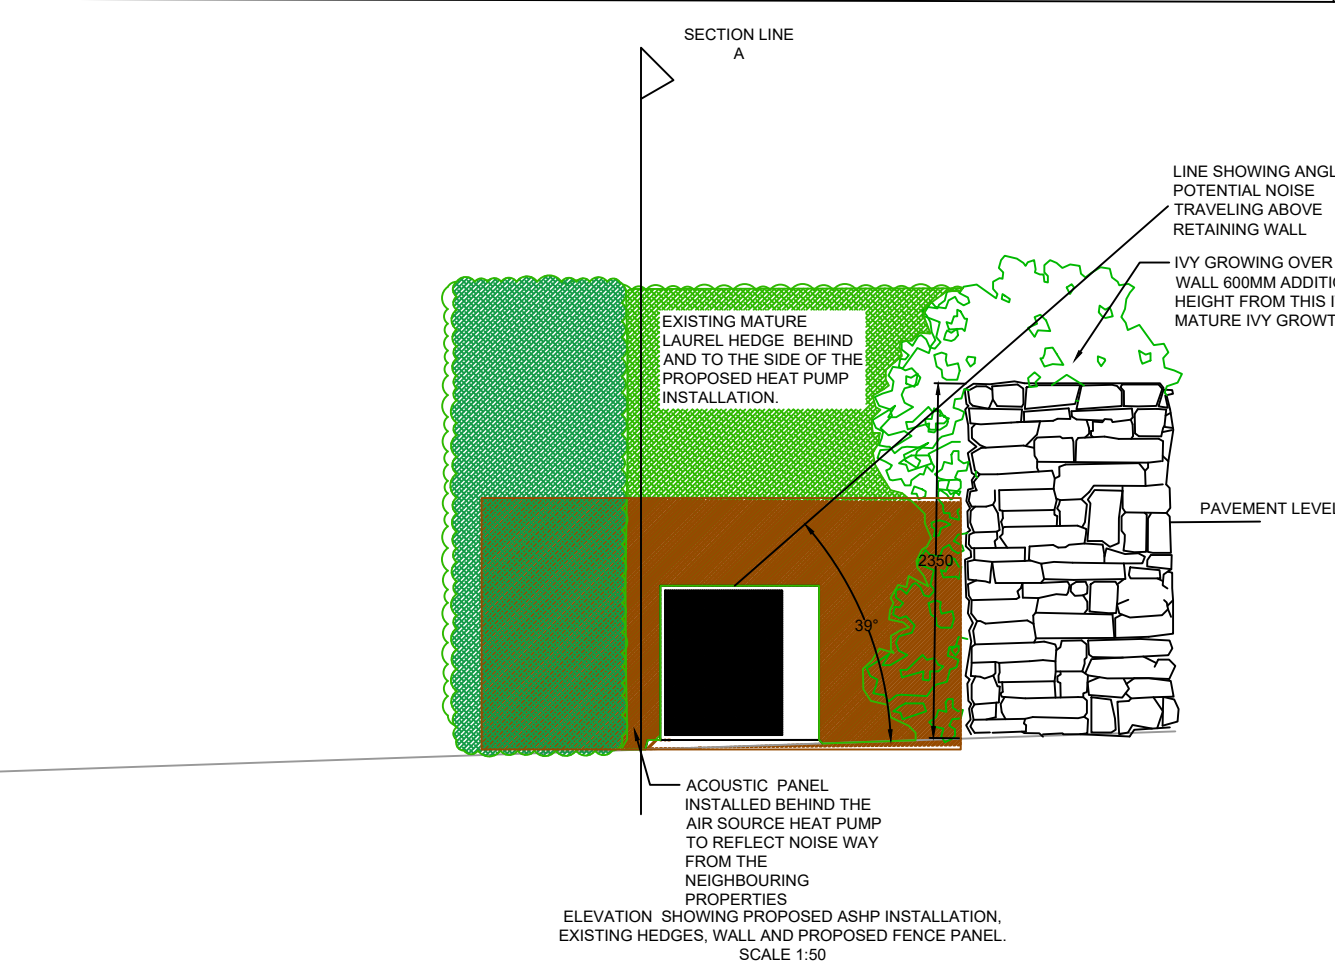 SECTION LINE
A
LINE SHOWING ANGL
POTENTIAL NOISE
TRAVELING ABOVE
RETAINING WALL
IVY GROWING OVER
WALL 600MM ADDITI
HEIGHT FROM THIS I
MATURE IVY GROWT
EXISTING MATURE
LAUREL HEDGE BEHIND
AND TO THE SIDE OF THE
PROPOSED HEAT PUMP
INSTALLATION.
PAVEMENT LEVEL
2350
39°
ACOUSTIC PANEL
INSTALLED BEHIND THE
AIR SOURCE HEAT PUMP
TO REFLECT NOISE WAY
FROM THE
NEIGHBOURING
PROPERTIES
ELEVATION SHOWING PROPOSED ASHP INSTALLATION,
EXISTING HEDGES, WALL AND PROPOSED FENCE PANEL.
SCALE 1:50